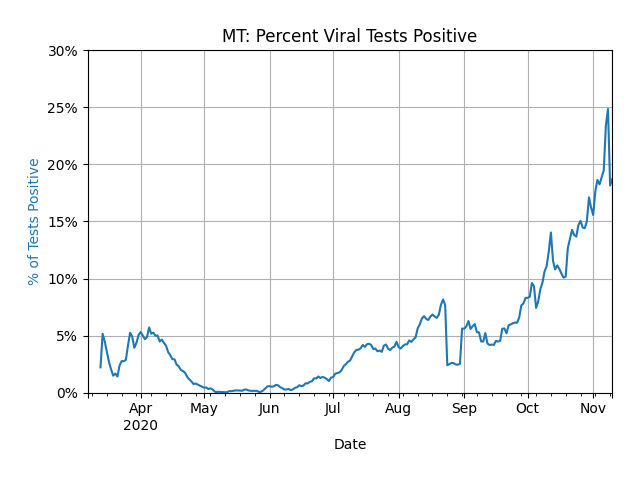 MT: Percent Viral Tests Positive
30%
25%
20%
15%
10%
5%
0%
% of Tests Positive
Apr May Jun Jul Aug Sep Oct Nov
2020
Date